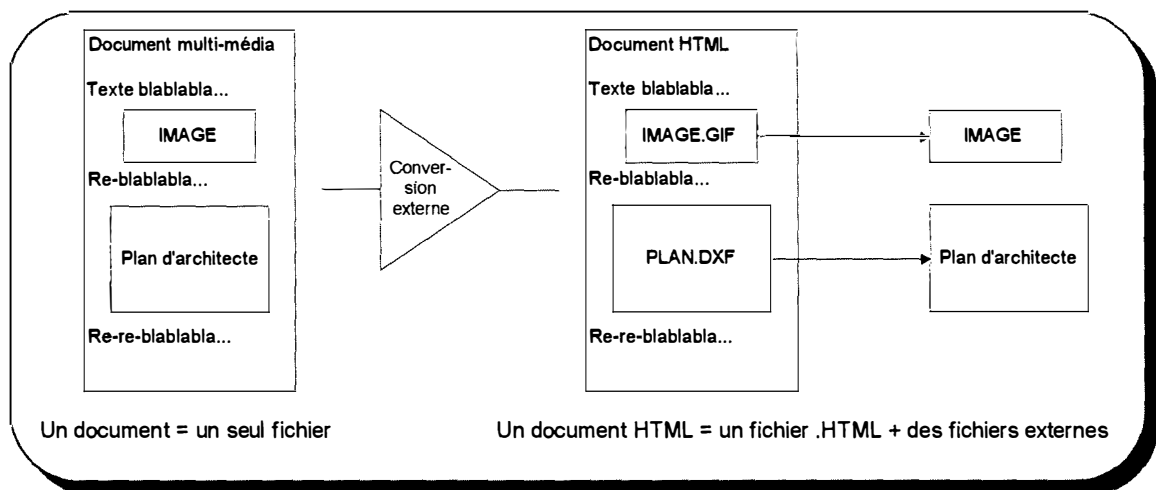 Document multi-média
Texte blablabla...
IMAGE
Re-blablabla...
Plan d'architecte
Re-re-blablabla...
Conver-
sion
externe
Document HTML
Texte blablabla...
IMAGE.GIF
Re-blablabla...
PLAN.DXF
Re-re-blablabla...
IMAGE
Plan d'architecte
Un document = un seul fichier
Un document HTML = un fichier .HTML + des fichiers externes